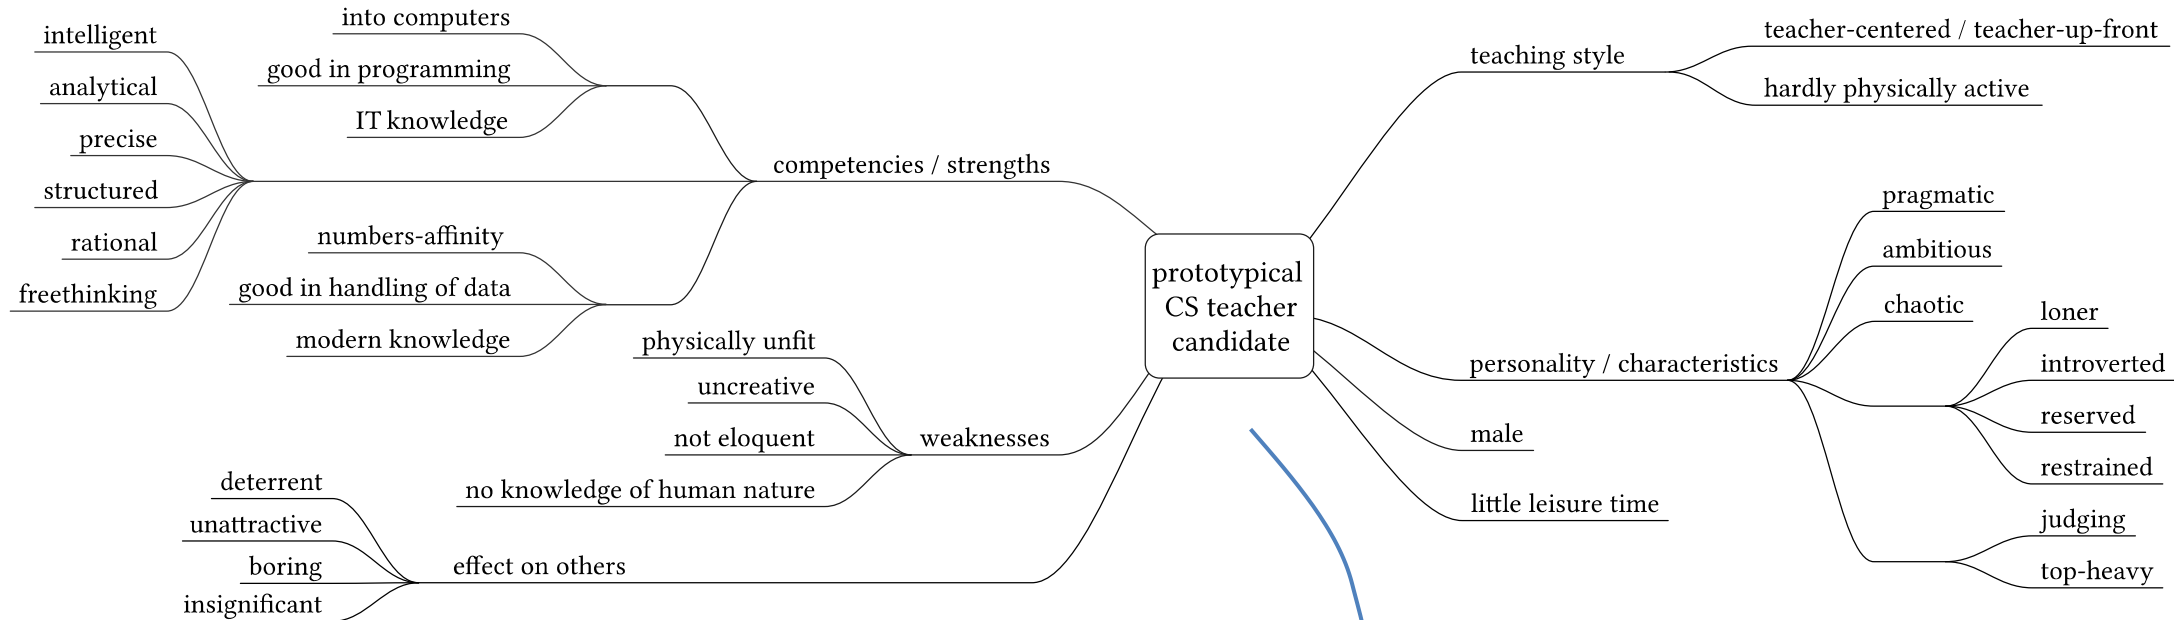 into computers
good in programming
IT knowledge
intelligent
analytical
precise
structured
rational
freethinking
competencies / strengths
numbers-affinity
good in handling of data
modern knowledge
physically unfit
uncreative
not eloquent
no knowledge of human nature
weaknesses
deterrent
unattractive
boring
insignificant
effect on others
prototypical
CS teacher
candidate
teaching style
teacher-centered / teacher-up-front
hardly physically active
personality / characteristics
pragmatic
ambitious
chaotic
loner
introverted
reserved
restrained
judging
top-heavy
male
little leisure time